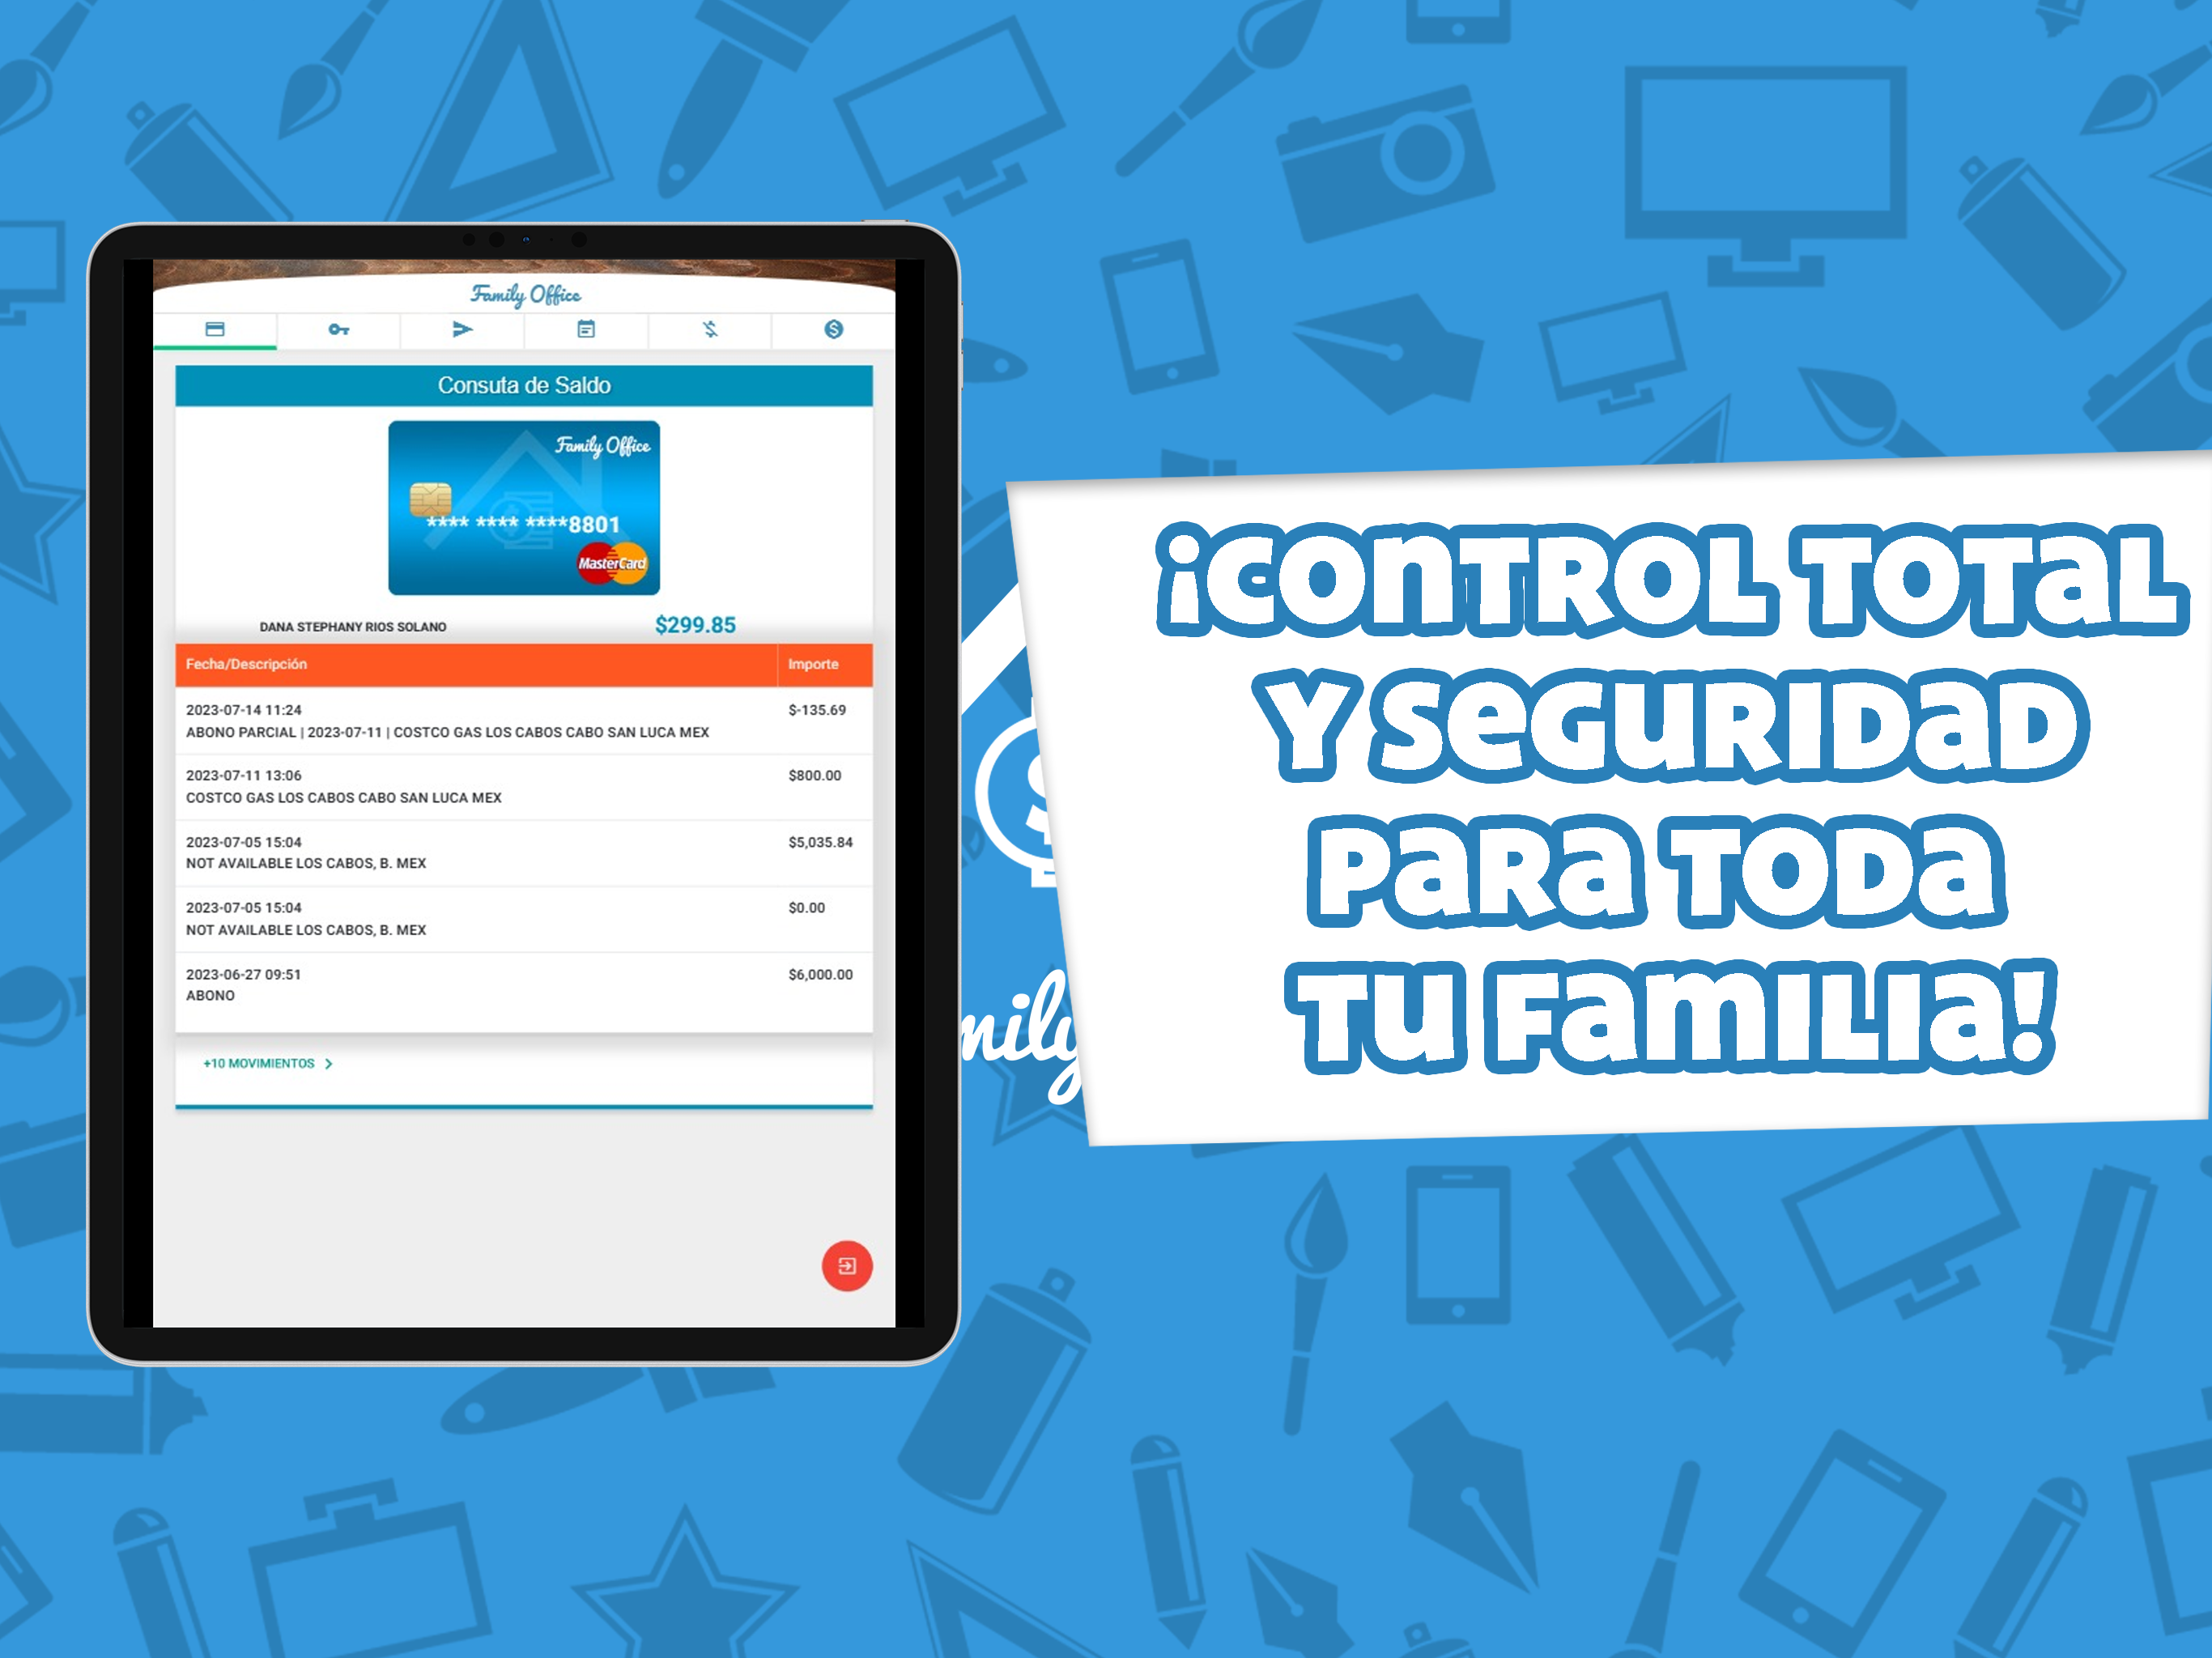 Family Office
Consuta de Saldo
Family Office
**** **** ****8801
MasterCard
DANA STEPHANY RIOS SOLANO $299.85
Fecha/Descripción Importe
2023-07-14 11:24 $-135.69
ABONO PARCIAL | 2023-07-11 | COSTCO GAS LOS CABOS CABO SAN LUCA MEX
2023-07-11 13:06 $800.00
COSTCO GAS LOS CABOS CABO SAN LUCA MEX
2023-07-05 15:04 $5,035.84
NOT AVAILABLE LOS CABOS, B. MEX
2023-07-05 15:04 $0.00
NOT AVAILABLE LOS CABOS, B. MEX
2023-06-27 09:51 $6,000.00
ABONO
+10 MOVIMIENTOS
¡CONTROL TOTAL
Y SEGURIDAD
PARA TODA
TU FAMILIA!